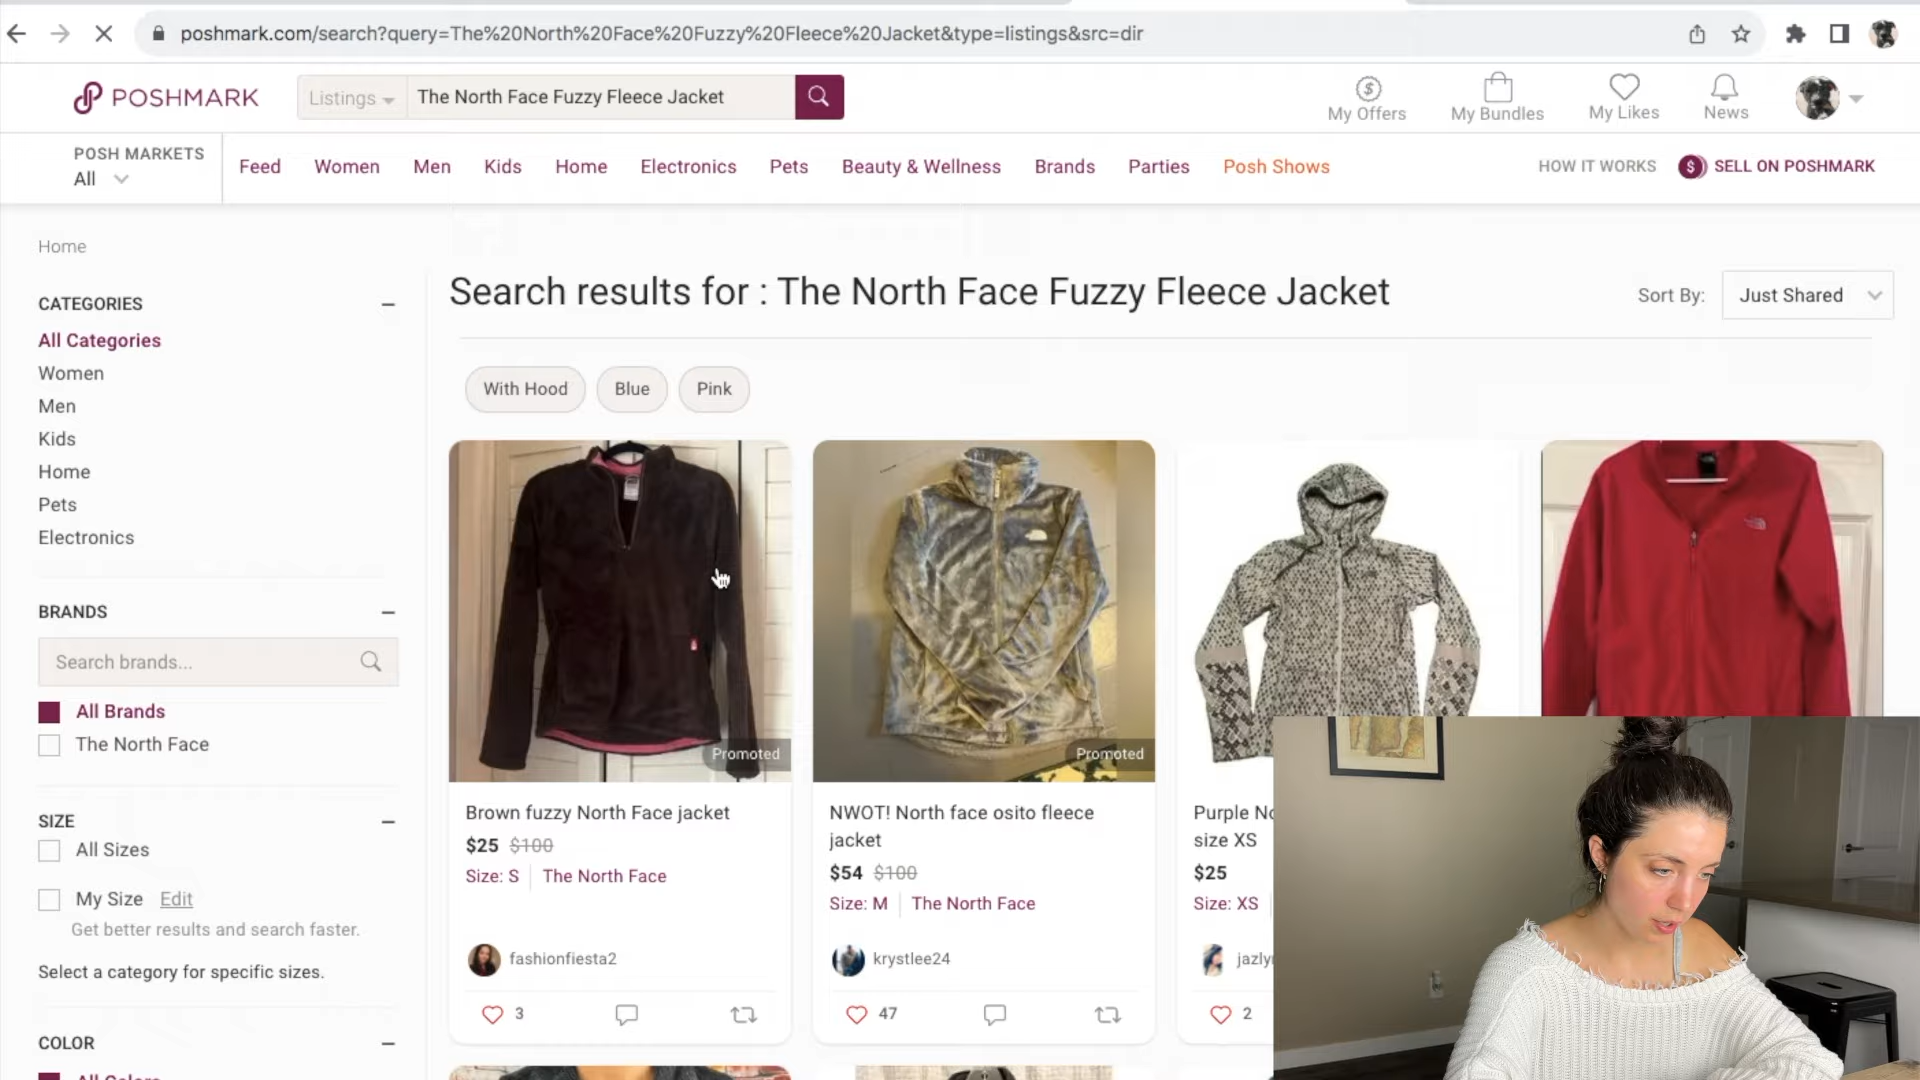 poshmark.com/search?query=The%20North%20Face%20Fuzzy%20Fleece%20Jacket&type=listings&src=dir
POSHMARK
Listings
The North Face Fuzzy Fleece Jacket
My Offers
My Bundles
My Likes
News
POSH MARKETS
All
Feed
Women
Men
Kids
Home
Electronics
Pets
Beauty & Wellness
Brands
Parties
Posh Shows
HOW IT WORKS
SELL ON POSHMARK
Home
CATEGORIES
All Categories
Women
Men
Kids
Home
Pets
Electronics
BRANDS
Search brands...
All Brands
The North Face
SIZE
All Sizes
My Size Edit
Get better results and search faster.
Select a category for specific sizes.
COLOR
All Colors
Search results for : The North Face Fuzzy Fleece Jacket
Sort By: Just Shared
With Hood
Blue
Pink
Promoted
Brown fuzzy North Face jacket
$25 $100
Size: S The North Face
fashionfiesta2
3
Promoted
NWOT! North face osito fleece
jacket
$54 $100
Size: M The North Face
krystlee24
47
Purple No
size XS
$25
Size: XS
jazly
2